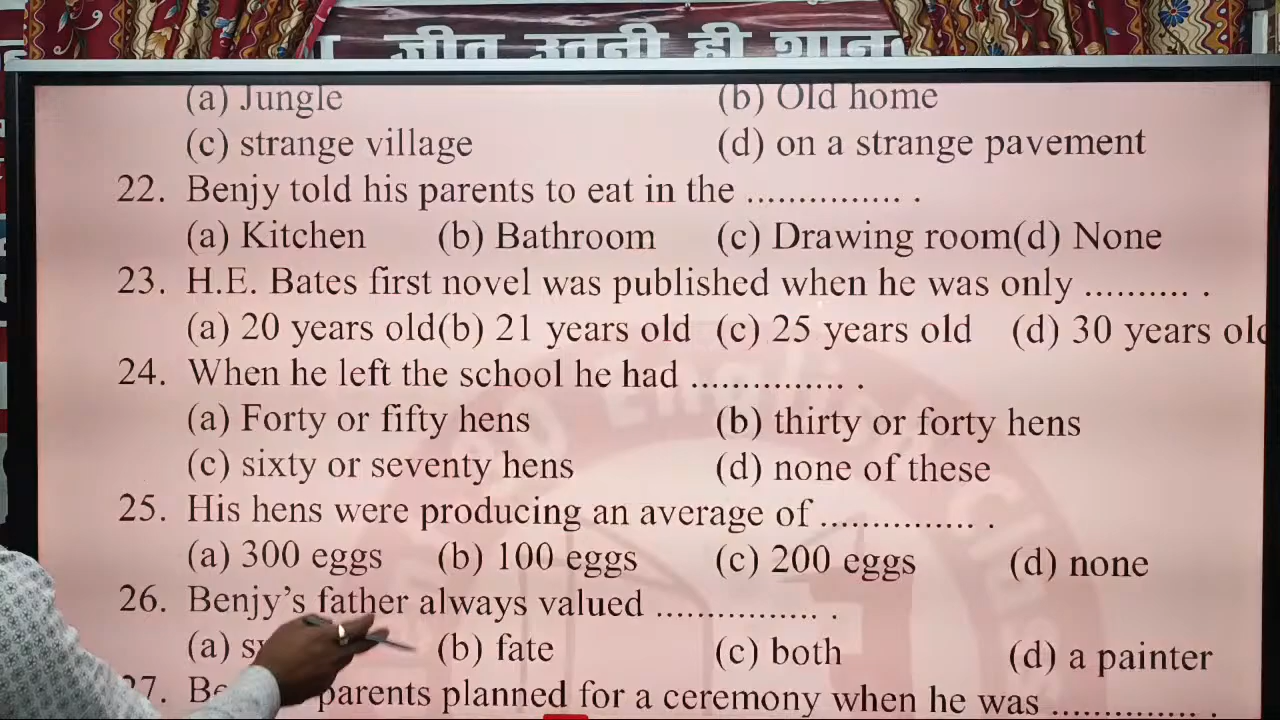 जीत उतनी ही शान
(a) Jungle (b) Old home
(c) strange village (d) on a strange pavement
22. Benjy told his parents to eat in the ............... .
(a) Kitchen (b) Bathroom (c) Drawing room(d) None
23. H.E. Bates first novel was published when he was only .......... .
(a) 20 years old(b) 21 years old (c) 25 years old (d) 30 years old
24. When he left the school he had ............... .
(a) Forty or fifty hens (b) thirty or forty hens
(c) sixty or seventy hens (d) none of these
25. His hens were producing an average of ............... .
(a) 300 eggs (b) 100 eggs (c) 200 eggs (d) none
26. Benjy's father always valued ................ .
(a) (b) fate (c) both (d) a painter
27. parents planned for a ceremony when he was .............. .